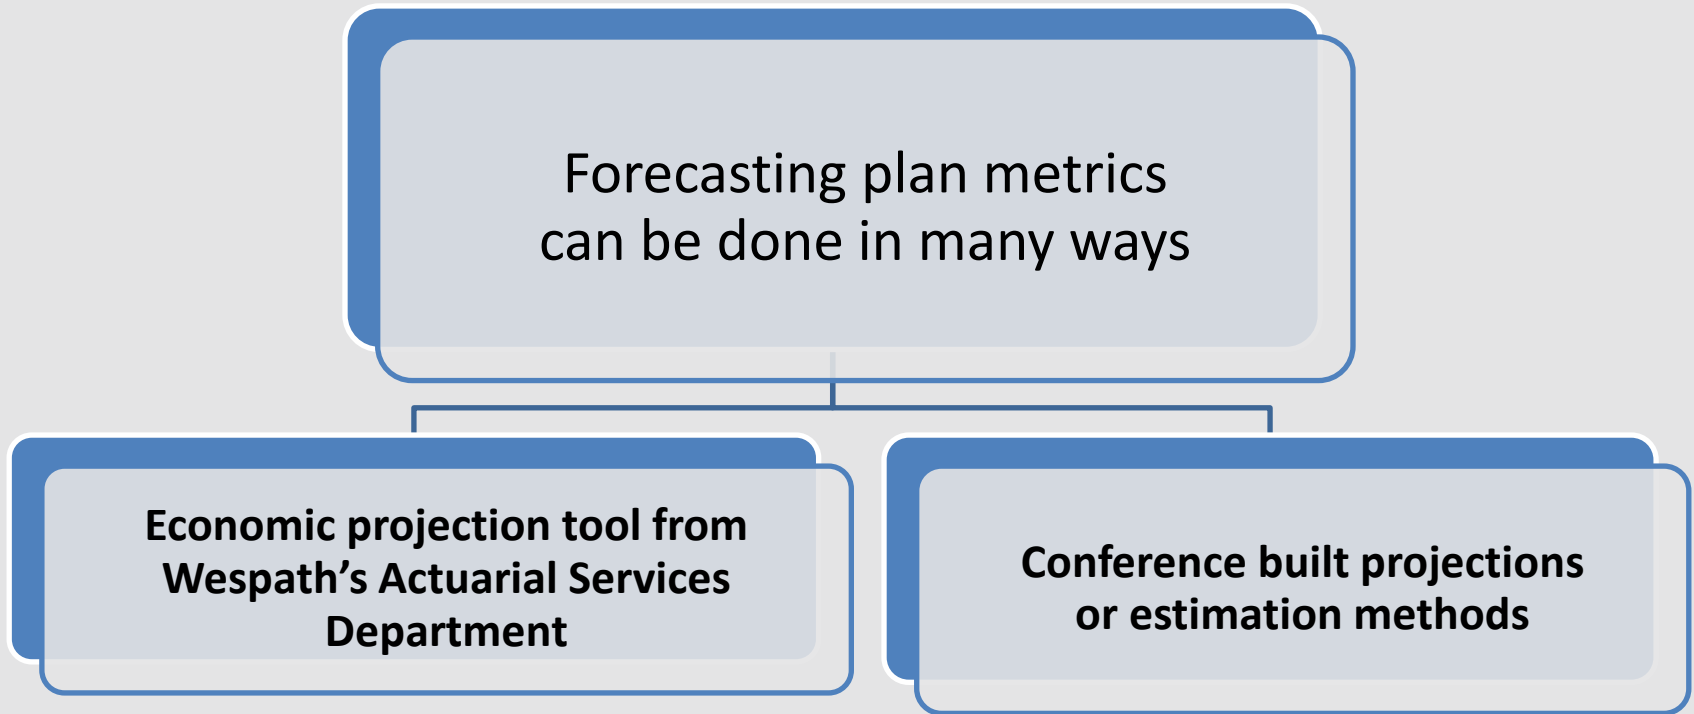 Forecasting plan metrics
can be done in many ways
Economic projection tool from
Wespath’s Actuarial Services
Department
Conference built projections
or estimation methods